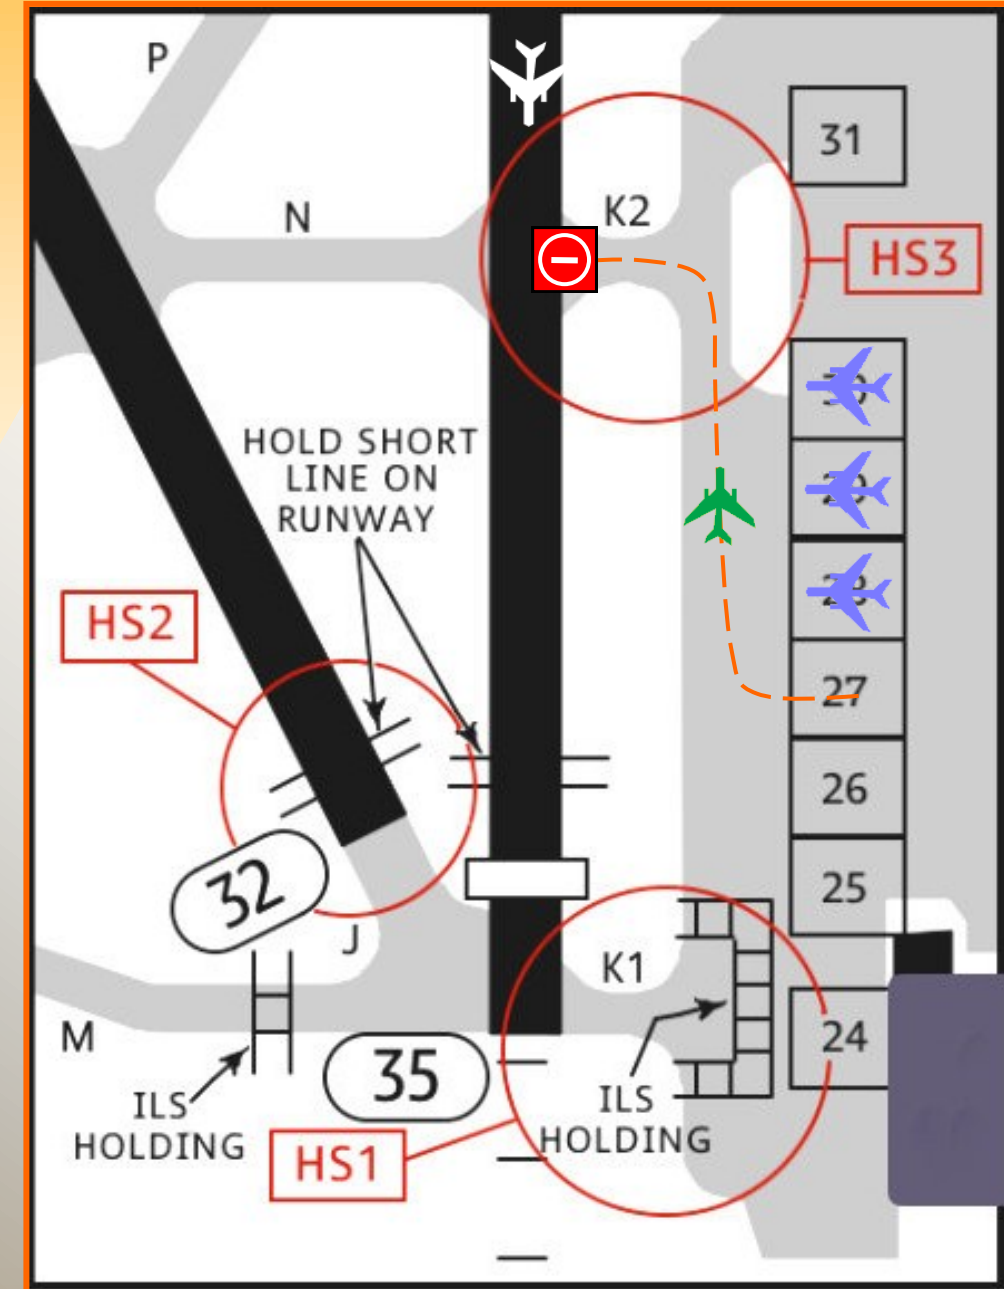 P
31
N
K2
HS3
HOLD SHORT
LINE ON
RUNWAY
HS2
27
26
25
32
J
K1
M
24
35
ILS
HOLDING
ILS
HOLDING
HS1